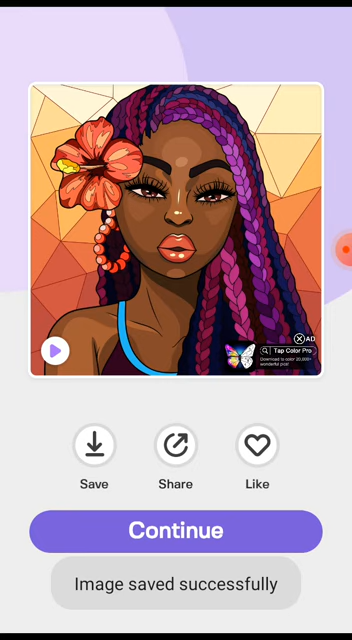 AD
Tap Color Pro
Download to color 20,000+
wonderful pics!
Save
Share
Like
Continue
Image saved successfully